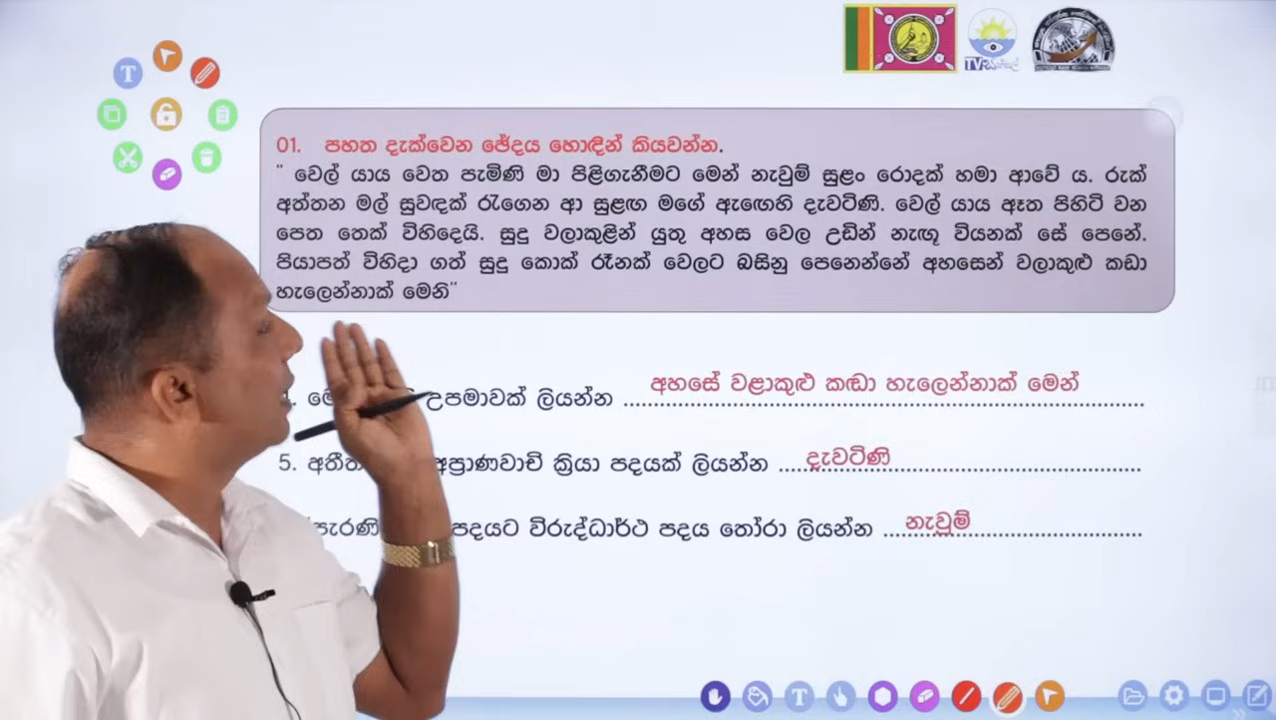 TV
01. පහත දැක්වෙන ඡේදය හොඳින් කියවන්න.
¨ වෙල් යාය වෙත පැමිණි මා පිළිගැනීමට මෙන් නැවුම් සුළං රොදක් හමා ආවේ ය. රුක්
අත්තන මල් සුවඳක් රැගෙන ආ සුළඟ මගේ ඇඟෙහි දැවටිණි. වෙල් යාය ඈත පිහිටි වන
පෙත තෙක් විහිදෙයි. සුදු වලාකුළින් යුතු අහස වෙල උඩින් නැඟූ වියනක් සේ පෙනේ.
පියාපත් විහිදා ගත් සුදු කොක් රෑනක් වෙලට බසිනු පෙනෙන්නේ අහසෙන් වලාකුළු කඩා
හැලෙන්නාක් මෙනි¨
උපමාවක් ලියන්න ........ අහසේ වළාකුළු කඬා හැලෙන්නාක් මෙන්
5. අප්‍රාණවාචි ක්‍රියා පදයක් ලියන්න ........ දැවටිණි
පදයට විරුද්ධාර්ථ පදය තෝරා ලියන්න ........ නැවුම්